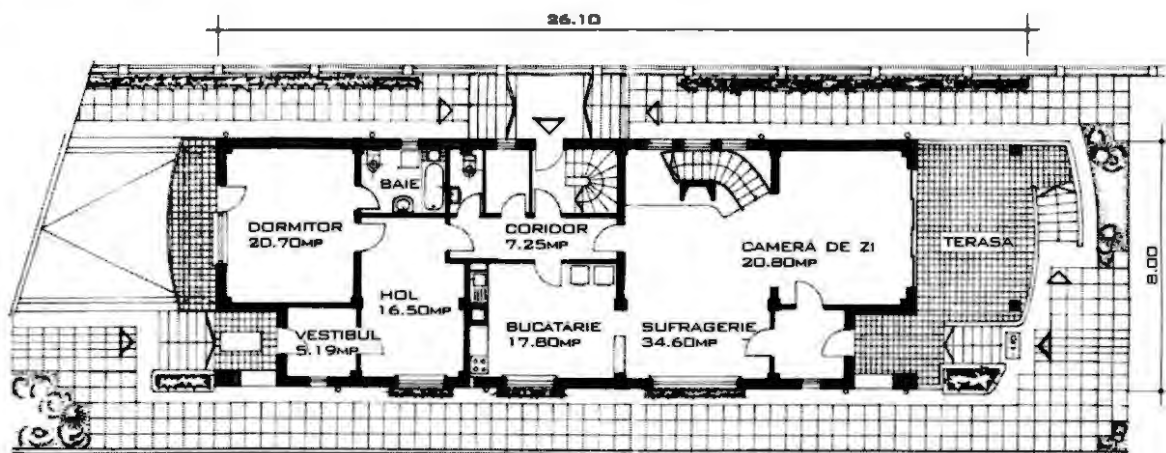 26.10
BAIE
DORMITOR
20.70MP
CORIDOR
7.25MP
CAMERA DE ZI
20.80MP
TERASA
8.00
HOL
16.50MP
VESTIBUL
5.19MP
BUCATĂRIE
17.80MP
SUFRAGERIE
34.60MP